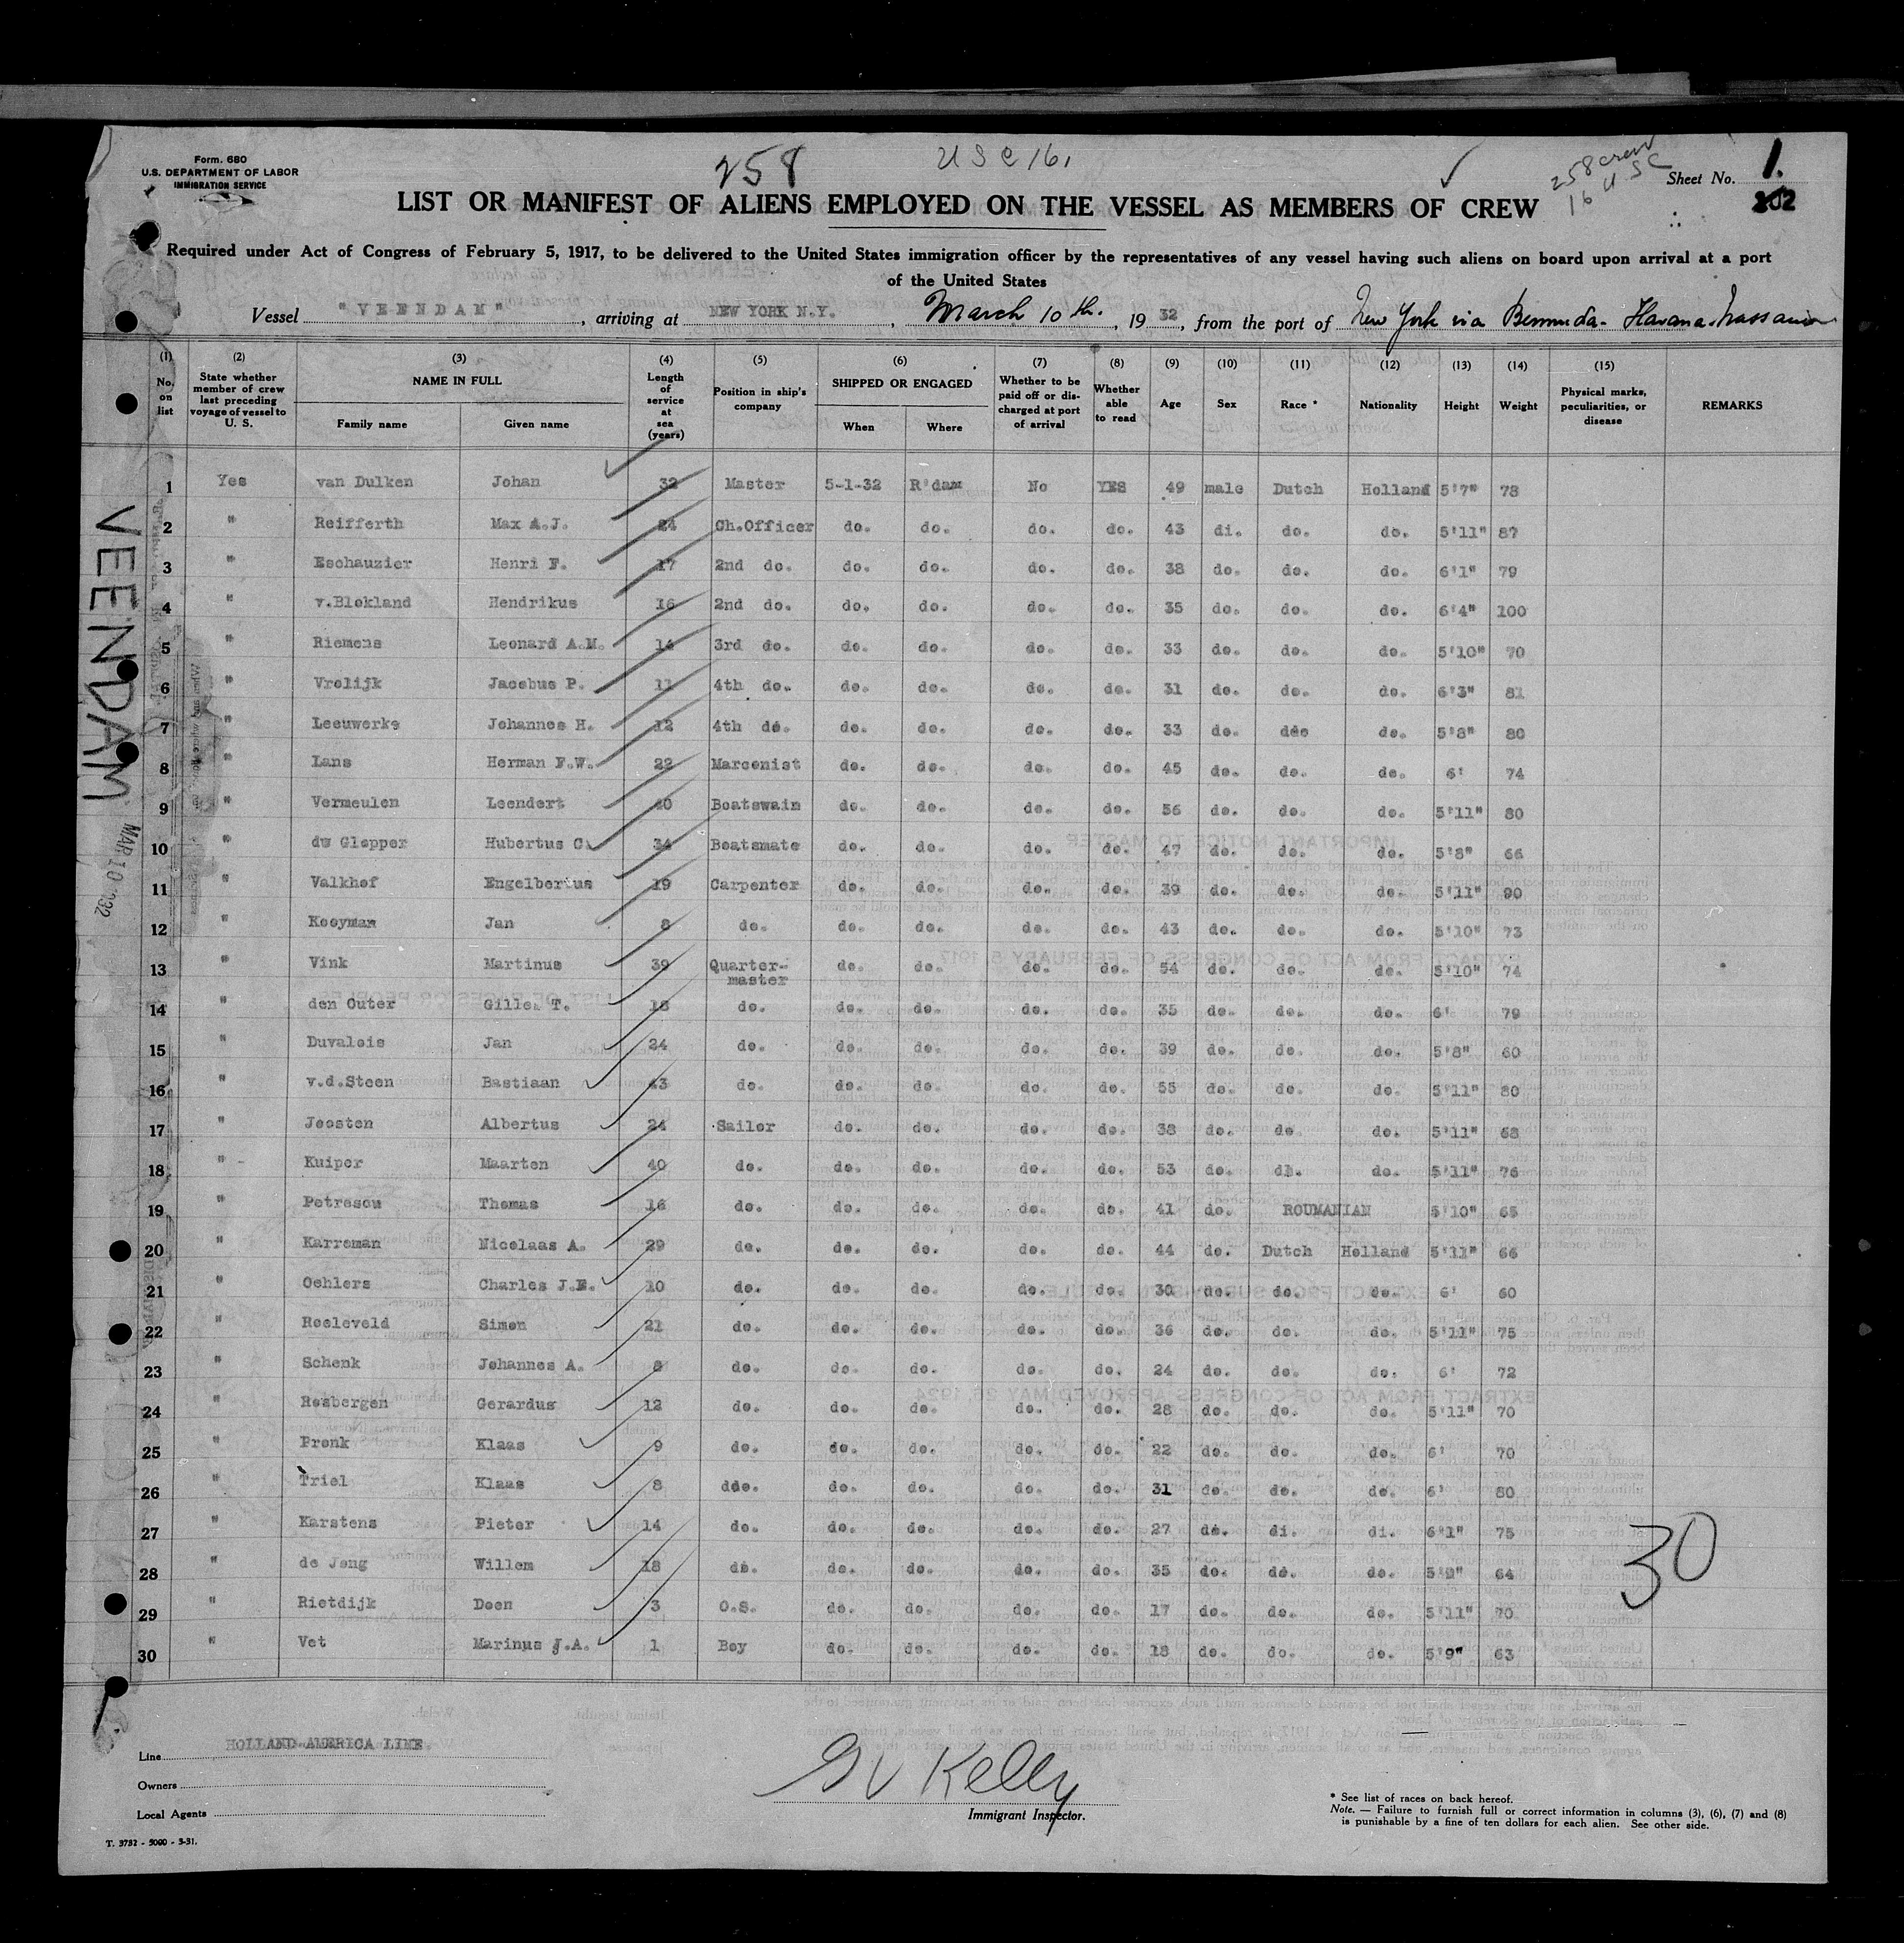 Form. 680
U.S. DEPARTMENT OF LABOR
IMMIGRATION SERVICE
258
U S C 16.
258 crew
16 U S C
Sheet No. 1.
LIST OR MANIFEST OF ALIENS EMPLOYED ON THE VESSEL AS MEMBERS OF CREW
Required under Act of Congress of February 5, 1917, to be delivered to the United States immigration officer by the representatives of any vessel having such aliens on board upon arrival at a port
of the United States
Vessel "VEENDAM", arriving at NEW YORK N.Y., March 10th., 1932, from the port of New York via Bermuda - Havana - Nassau
(1) No. on list (2) State whether member of crew last preceding voyage of vessel to U. S. (3) NAME IN FULL Family name Given name (4) Length of service at sea (years) (5) Position in ship's company (6) SHIPPED OR ENGAGED When Where (7) Whether to be paid off or discharged at port of arrival (8) Whether able to read (9) Age (10) Sex (11) Race * (12) Nationality (13) Height (14) Weight (15) Physical marks, peculiarities, or disease REMARKS
1 Yes van Dulken Johan 32 Master 5-1-32 R'dam No YES 49 male Dutch Holland 5'7" 78
2 " Reifferth Max A.J. 24 Ch.Officer do. do. do. do. 43 di. do. do. 5'11" 87
3 " Eschauzier Henri F. 17 2nd do. do. do. do. do. 38 do. do. do. 6'1" 79
4 " v.Blokland Hendrikus 16 2nd do. do. do. do. do. 35 do. do. do. 6'4" 100
5 " Riemens Leonard A.M. 14 3rd do. do. do. do. do. 33 do. do. do. 5'10" 70
6 " Vrolijk Jacobus P. 11 4th do. do. do. do. do. 31 do. do. do. 6'3" 81
7 " Leeuwerke Johannes H. 12 4th do. do. do. do. do. 33 do. do. do. 5'8" 80
8 " Lans Herman F.W. 22 Marconist do. do. do. do. 45 do. do. do. 6' 74
9 " Vermeulen Leendert 40 Boatswain do. do. do. do. 56 do. do. do. 5'11" 80
10 " de Glopper Hubertus C. 34 Boatsmate do. do. do. do. 47 do. do. do. 5'8" 66
11 " Valkhof Engelbertus 19 Carpenter do. do. do. do. 39 do. do. do. 5'11" 90
12 " Kooyman Jan 8 do. do. do. do. do. 43 do. do. do. 5'10" 73
13 " Vink Martinus 39 Quarter-master do. do. do. do. 54 do. do. do. 5'10" 74
14 " den Outer Gilles T. 18 do. do. do. do. do. 35 do. do. do. 6' 79
15 " Duvalois Jan 24 do. do. do. do. do. 39 do. do. do. 5'8" 60
16 " v.d.Steen Bastiaan 43 do. do. do. do. do. 55 do. do. do. 5'11" 80
17 " Joosten Albertus 24 Sailor do. do. do. do. 38 do. do do. 5'11" 68
18 " Kuiper Maarten 40 do. do. do. do. do. 53 do. di. do. 5'11" 76
19 " Petrescu Thomas 16 do. do. do. do. do. 41 do. ROUMANIAN 5'10" 65
20 " Karreman Nicolaas A. 29 do. do. do. do. do. 44 do. Dutch Holland 5'11" 66
21 " Oehlers Charles J.E. 10 do. do. do. do. do. 30 do. do. do. 6' 60
22 " Roeleveld Simon 21 do. do. do. do. do. 36 do. do. do. 5'11" 75
23 " Schenk Johannes A. 8 do. do. do. do. do. 24 do. do. do. 6' 72
24 " Rosbergen Gerardus 12 do. do. do. do. do. 28 do. do. do. 5'11" 70
25 " Pronk Klaas 9 do. do. do. do. do. 22 do. do. do. 6' 70
26 " Triel Klaas 8 ddo. do. do. do. do. 31 do. do. do. 6' 80
27 " Karstens Pieter 14 do. do. do. do. do. 27 do. di. di. 6'1" 75
28 " de Jong Willem 18 do. do. do. do. do. 35 do. do. do. 5'9" 64
29 " Rietdijk Deen 3 O.S. do. do. do. do. 17 do. do. do. 5'11" 70
30 " Vet Marinus J.A. 1 Boy do. do. do. do. 18 do. do. do. 5'9" 63
VEENDAM
MAR 10 1932
30
Line HOLLAND-AMERICA LINE.
Owners
Local Agents
T. 3732 - 5000 - 3-31.
GV Kelly
Immigrant Inspector.
* See list of races on back hereof.
Note. — Failure to furnish full or correct information in columns (3), (6), (7) and (8)
is punishable by a fine of ten dollars for each alien. See other side.